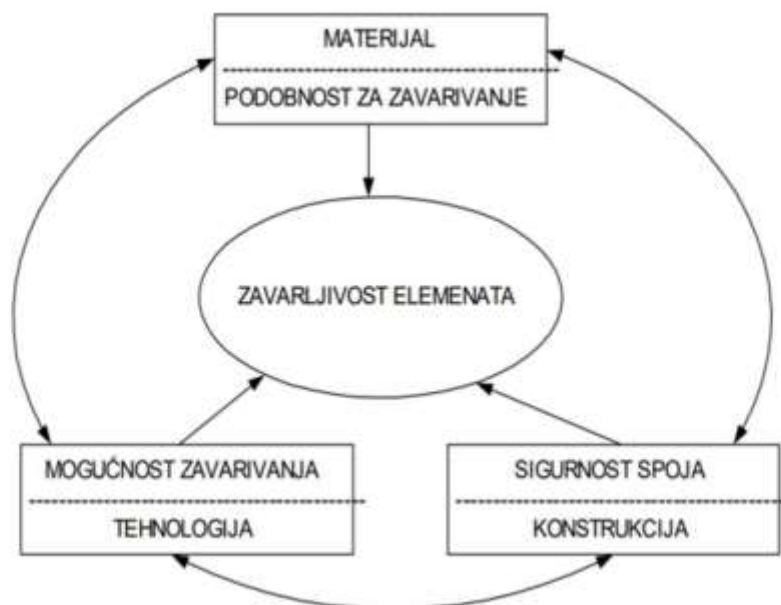 MATERIJAL
PODOBNOST ZA ZAVARIVANJE
ZAVARLJIVOST ELEMENATA
MOGUĆNOST ZAVARIVANJA
TEHNOLOGIJA
SIGURNOST SPOJA
KONSTRUKCIJA